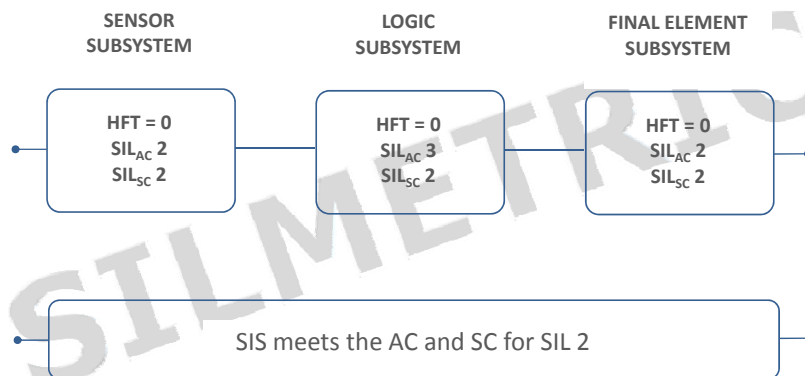 SENSOR
SUBSYSTEM
LOGIC
SUBSYSTEM
FINAL ELEMENT
SUBSYSTEM
HFT = 0
SILAC 2
SILSC 2
HFT = 0
SILAC 3
SILSC 2
HFT = 0
SILAC 2
SILSC 2
SIS meets the AC and SC for SIL 2
SILMETRIC